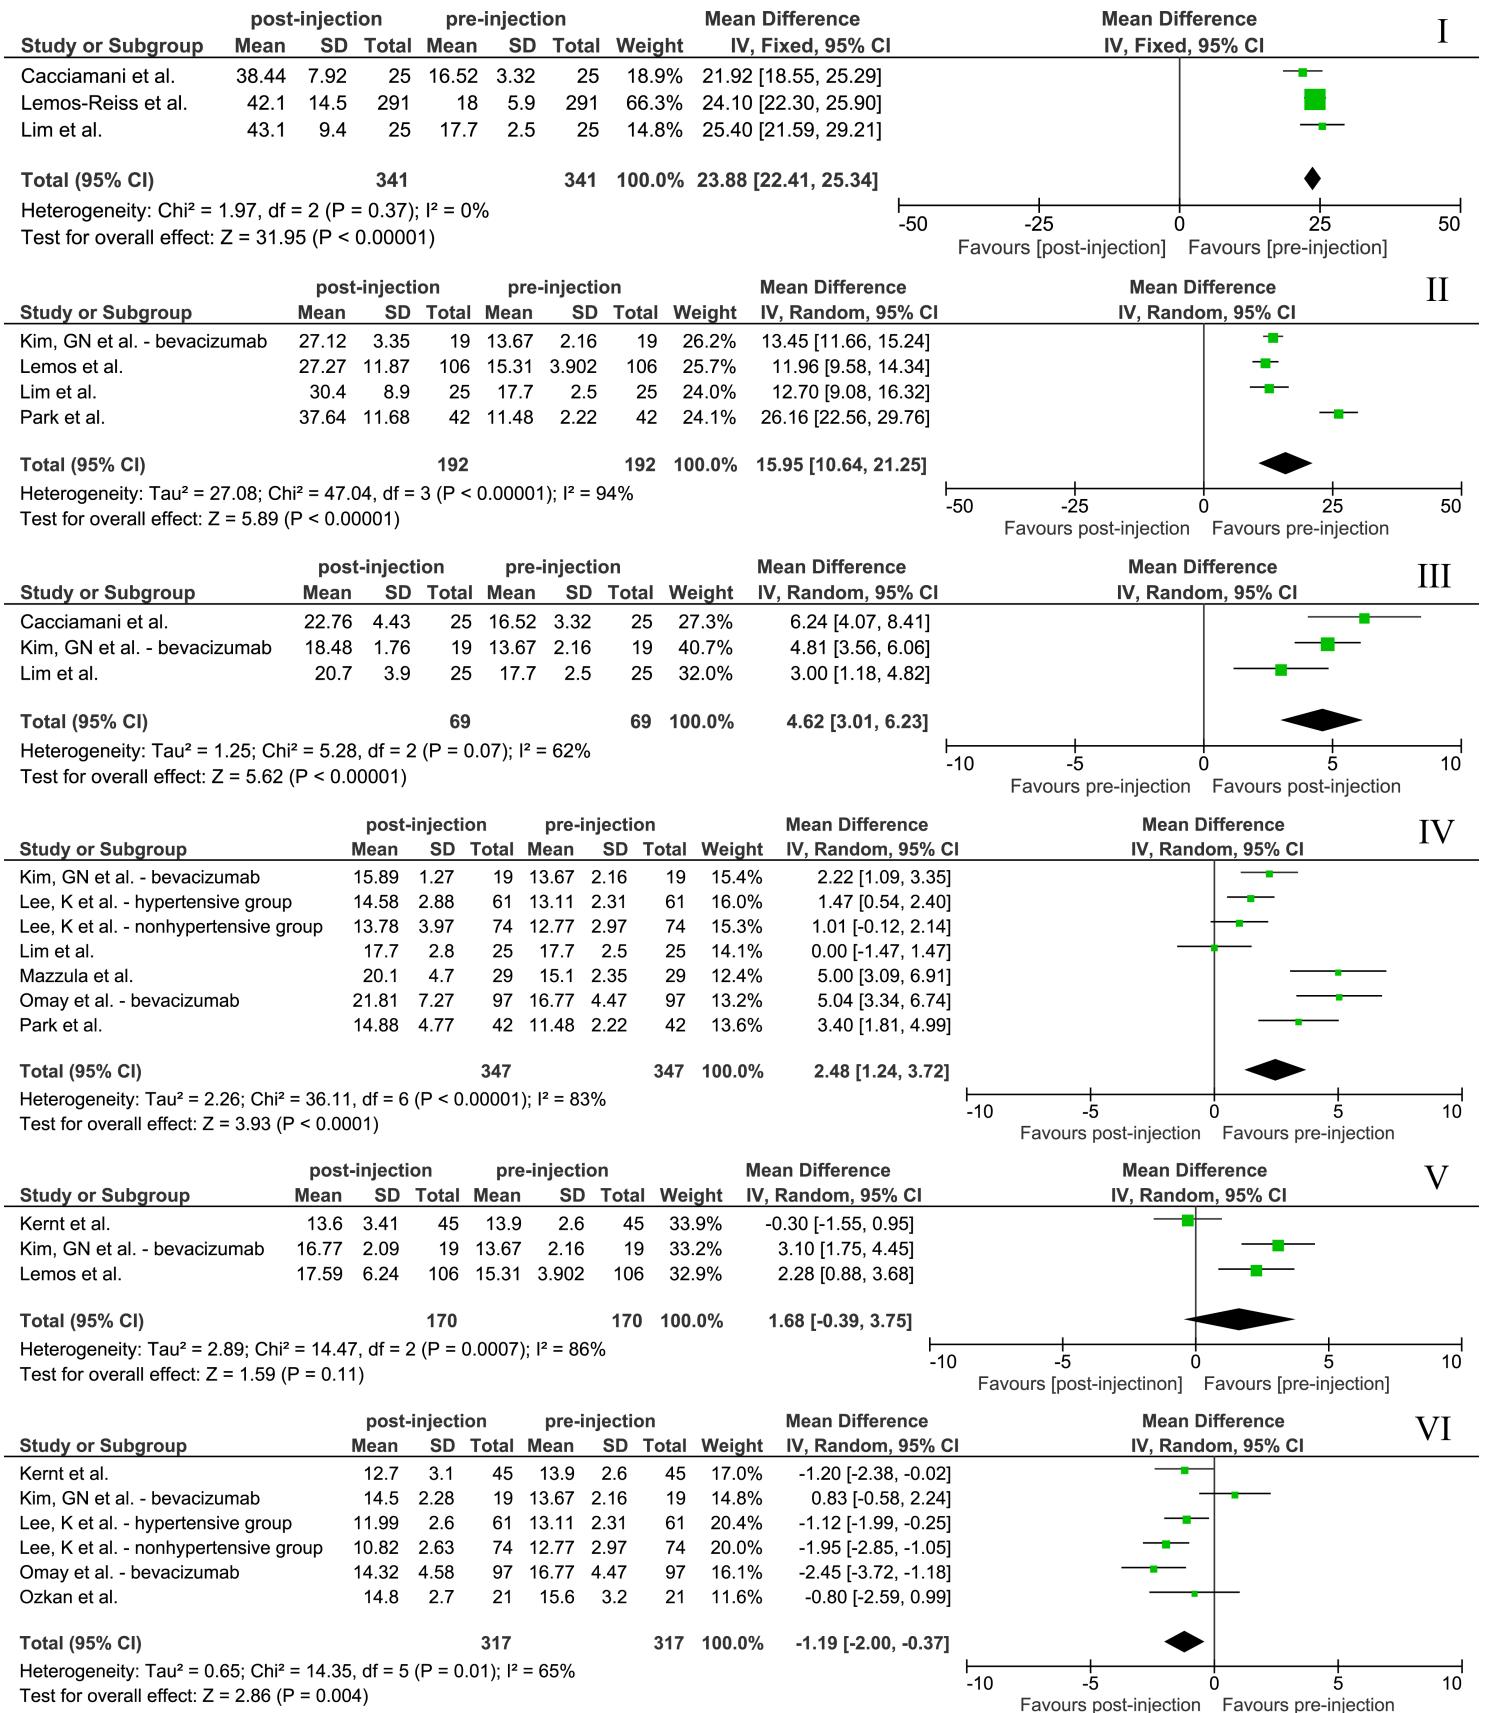 post-injection pre-injection Mean Difference Mean Difference I
Study or Subgroup Mean SD Total Mean SD Total Weight IV, Fixed, 95% CI IV, Fixed, 95% CI
Cacciamani et al. 38.44 7.92 25 16.52 3.32 25 18.9% 21.92 [18.55, 25.29]
Lemos-Reiss et al. 42.1 14.5 291 18 5.9 291 66.3% 24.10 [22.30, 25.90]
Lim et al. 43.1 9.4 25 17.7 2.5 25 14.8% 25.40 [21.59, 29.21]
Total (95% CI) 341 341 100.0% 23.88 [22.41, 25.34]
Heterogeneity: Chi² = 1.97, df = 2 (P = 0.37); I² = 0%
Test for overall effect: Z = 31.95 (P < 0.00001)
-50 -25 0 25 50
Favours [post-injection] Favours [pre-injection]
post-injection pre-injection Mean Difference Mean Difference II
Study or Subgroup Mean SD Total Mean SD Total Weight IV, Random, 95% CI IV, Random, 95% CI
Kim, GN et al. - bevacizumab 27.12 3.35 19 13.67 2.16 19 26.2% 13.45 [11.66, 15.24]
Lemos et al. 27.27 11.87 106 15.31 3.902 106 25.7% 11.96 [9.58, 14.34]
Lim et al. 30.4 8.9 25 17.7 2.5 25 24.0% 12.70 [9.08, 16.32]
Park et al. 37.64 11.68 42 11.48 2.22 42 24.1% 26.16 [22.56, 29.76]
Total (95% CI) 192 192 100.0% 15.95 [10.64, 21.25]
Heterogeneity: Tau² = 27.08; Chi² = 47.04, df = 3 (P < 0.00001); I² = 94%
Test for overall effect: Z = 5.89 (P < 0.00001)
-50 -25 0 25 50
Favours post-injection Favours pre-injection
post-injection pre-injection Mean Difference Mean Difference III
Study or Subgroup Mean SD Total Mean SD Total Weight IV, Random, 95% CI IV, Random, 95% CI
Cacciamani et al. 22.76 4.43 25 16.52 3.32 25 27.3% 6.24 [4.07, 8.41]
Kim, GN et al. - bevacizumab 18.48 1.76 19 13.67 2.16 19 40.7% 4.81 [3.56, 6.06]
Lim et al. 20.7 3.9 25 17.7 2.5 25 32.0% 3.00 [1.18, 4.82]
Total (95% CI) 69 69 100.0% 4.62 [3.01, 6.23]
Heterogeneity: Tau² = 1.25; Chi² = 5.28, df = 2 (P = 0.07); I² = 62%
Test for overall effect: Z = 5.62 (P < 0.00001)
-10 -5 0 5 10
Favours pre-injection Favours post-injection
post-injection pre-injection Mean Difference Mean Difference IV
Study or Subgroup Mean SD Total Mean SD Total Weight IV, Random, 95% CI IV, Random, 95% CI
Kim, GN et al. - bevacizumab 15.89 1.27 19 13.67 2.16 19 15.4% 2.22 [1.09, 3.35]
Lee, K et al. - hypertensive group 14.58 2.88 61 13.11 2.31 61 16.0% 1.47 [0.54, 2.40]
Lee, K et al. - nonhypertensive group 13.78 3.97 74 12.77 2.97 74 15.3% 1.01 [-0.12, 2.14]
Lim et al. 17.7 2.8 25 17.7 2.5 25 14.1% 0.00 [-1.47, 1.47]
Mazzula et al. 20.1 4.7 29 15.1 2.35 29 12.4% 5.00 [3.09, 6.91]
Omay et al. - bevacizumab 21.81 7.27 97 16.77 4.47 97 13.2% 5.04 [3.34, 6.74]
Park et al. 14.88 4.77 42 11.48 2.22 42 13.6% 3.40 [1.81, 4.99]
Total (95% CI) 347 347 100.0% 2.48 [1.24, 3.72]
Heterogeneity: Tau² = 2.26; Chi² = 36.11, df = 6 (P < 0.00001); I² = 83%
Test for overall effect: Z = 3.93 (P < 0.0001)
-10 -5 0 5 10
Favours post-injection Favours pre-injection
post-injection pre-injection Mean Difference Mean Difference V
Study or Subgroup Mean SD Total Mean SD Total Weight IV, Random, 95% CI IV, Random, 95% CI
Kernt et al. 13.6 3.41 45 13.9 2.6 45 33.9% -0.30 [-1.55, 0.95]
Kim, GN et al. - bevacizumab 16.77 2.09 19 13.67 2.16 19 33.2% 3.10 [1.75, 4.45]
Lemos et al. 17.59 6.24 106 15.31 3.902 106 32.9% 2.28 [0.88, 3.68]
Total (95% CI) 170 170 100.0% 1.68 [-0.39, 3.75]
Heterogeneity: Tau² = 2.89; Chi² = 14.47, df = 2 (P = 0.0007); I² = 86%
Test for overall effect: Z = 1.59 (P = 0.11)
-10 -5 0 5 10
Favours [post-injectinon] Favours [pre-injection]
post-injection pre-injection Mean Difference Mean Difference VI
Study or Subgroup Mean SD Total Mean SD Total Weight IV, Random, 95% CI IV, Random, 95% CI
Kernt et al. 12.7 3.1 45 13.9 2.6 45 17.0% -1.20 [-2.38, -0.02]
Kim, GN et al. - bevacizumab 14.5 2.28 19 13.67 2.16 19 14.8% 0.83 [-0.58, 2.24]
Lee, K et al. - hypertensive group 11.99 2.6 61 13.11 2.31 61 20.4% -1.12 [-1.99, -0.25]
Lee, K et al. - nonhypertensive group 10.82 2.63 74 12.77 2.97 74 20.0% -1.95 [-2.85, -1.05]
Omay et al. - bevacizumab 14.32 4.58 97 16.77 4.47 97 16.1% -2.45 [-3.72, -1.18]
Ozkan et al. 14.8 2.7 21 15.6 3.2 21 11.6% -0.80 [-2.59, 0.99]
Total (95% CI) 317 317 100.0% -1.19 [-2.00, -0.37]
Heterogeneity: Tau² = 0.65; Chi² = 14.35, df = 5 (P = 0.01); I² = 65%
Test for overall effect: Z = 2.86 (P = 0.004)
-10 -5 0 5 10
Favours post-injection Favours pre-injection